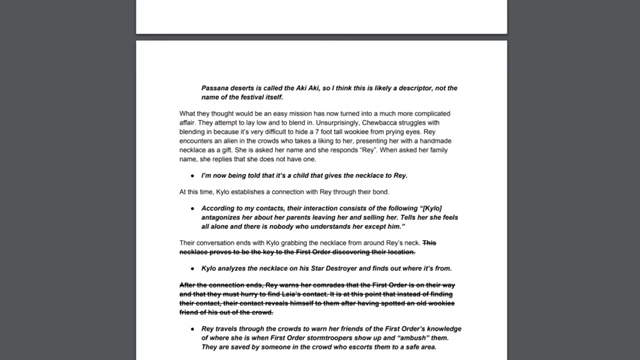 Passana deserts is called the Aki Aki, so I think this is likely a descriptor, not the
name of the festival itself.
What they thought would be an easy mission has now turned into a much more complicated
affair. They attempt to lay low and to blend in. Unsurprisingly, Chewbacca struggles with
blending in because it's very difficult to hide a 7 foot tall wookiee from prying eyes. Rey
encounters an alien in the crowds who takes a liking to her, presenting her with a handmade
necklace as a gift. She is asked her name and she responds "Rey". When asked her family
name, she replies that she does not have one.
● I'm now being told that it's a child that gives the necklace to Rey.
At this time, Kylo establishes a connection with Rey through their bond.
● According to my contacts, their interaction consists of the following "[Kylo]
antagonizes her about her parents leaving her and selling her. Tells her she feels
all alone and there is nobody who understands her except him."
Their conversation ends with Kylo grabbing the necklace from around Rey's neck. This
necklace proves to be the key to the First Order discovering their location.
● Kylo analyzes the necklace on his Star Destroyer and finds out where it's from.
After the connection ends, Rey warns her comrades that the First Order is on their way
and that they must hurry to find Leia's contact. It is at this point that instead of finding
their contact, their contact reveals himself to them after having spotted an old wookiee
friend of his out of the crowd.
● Rey travels through the crowds to warn her friends of the First Order's knowledge
of where she is when First Order stormtroopers show up and "ambush" them.
They are saved by someone in the crowd who escorts them to a safe area.